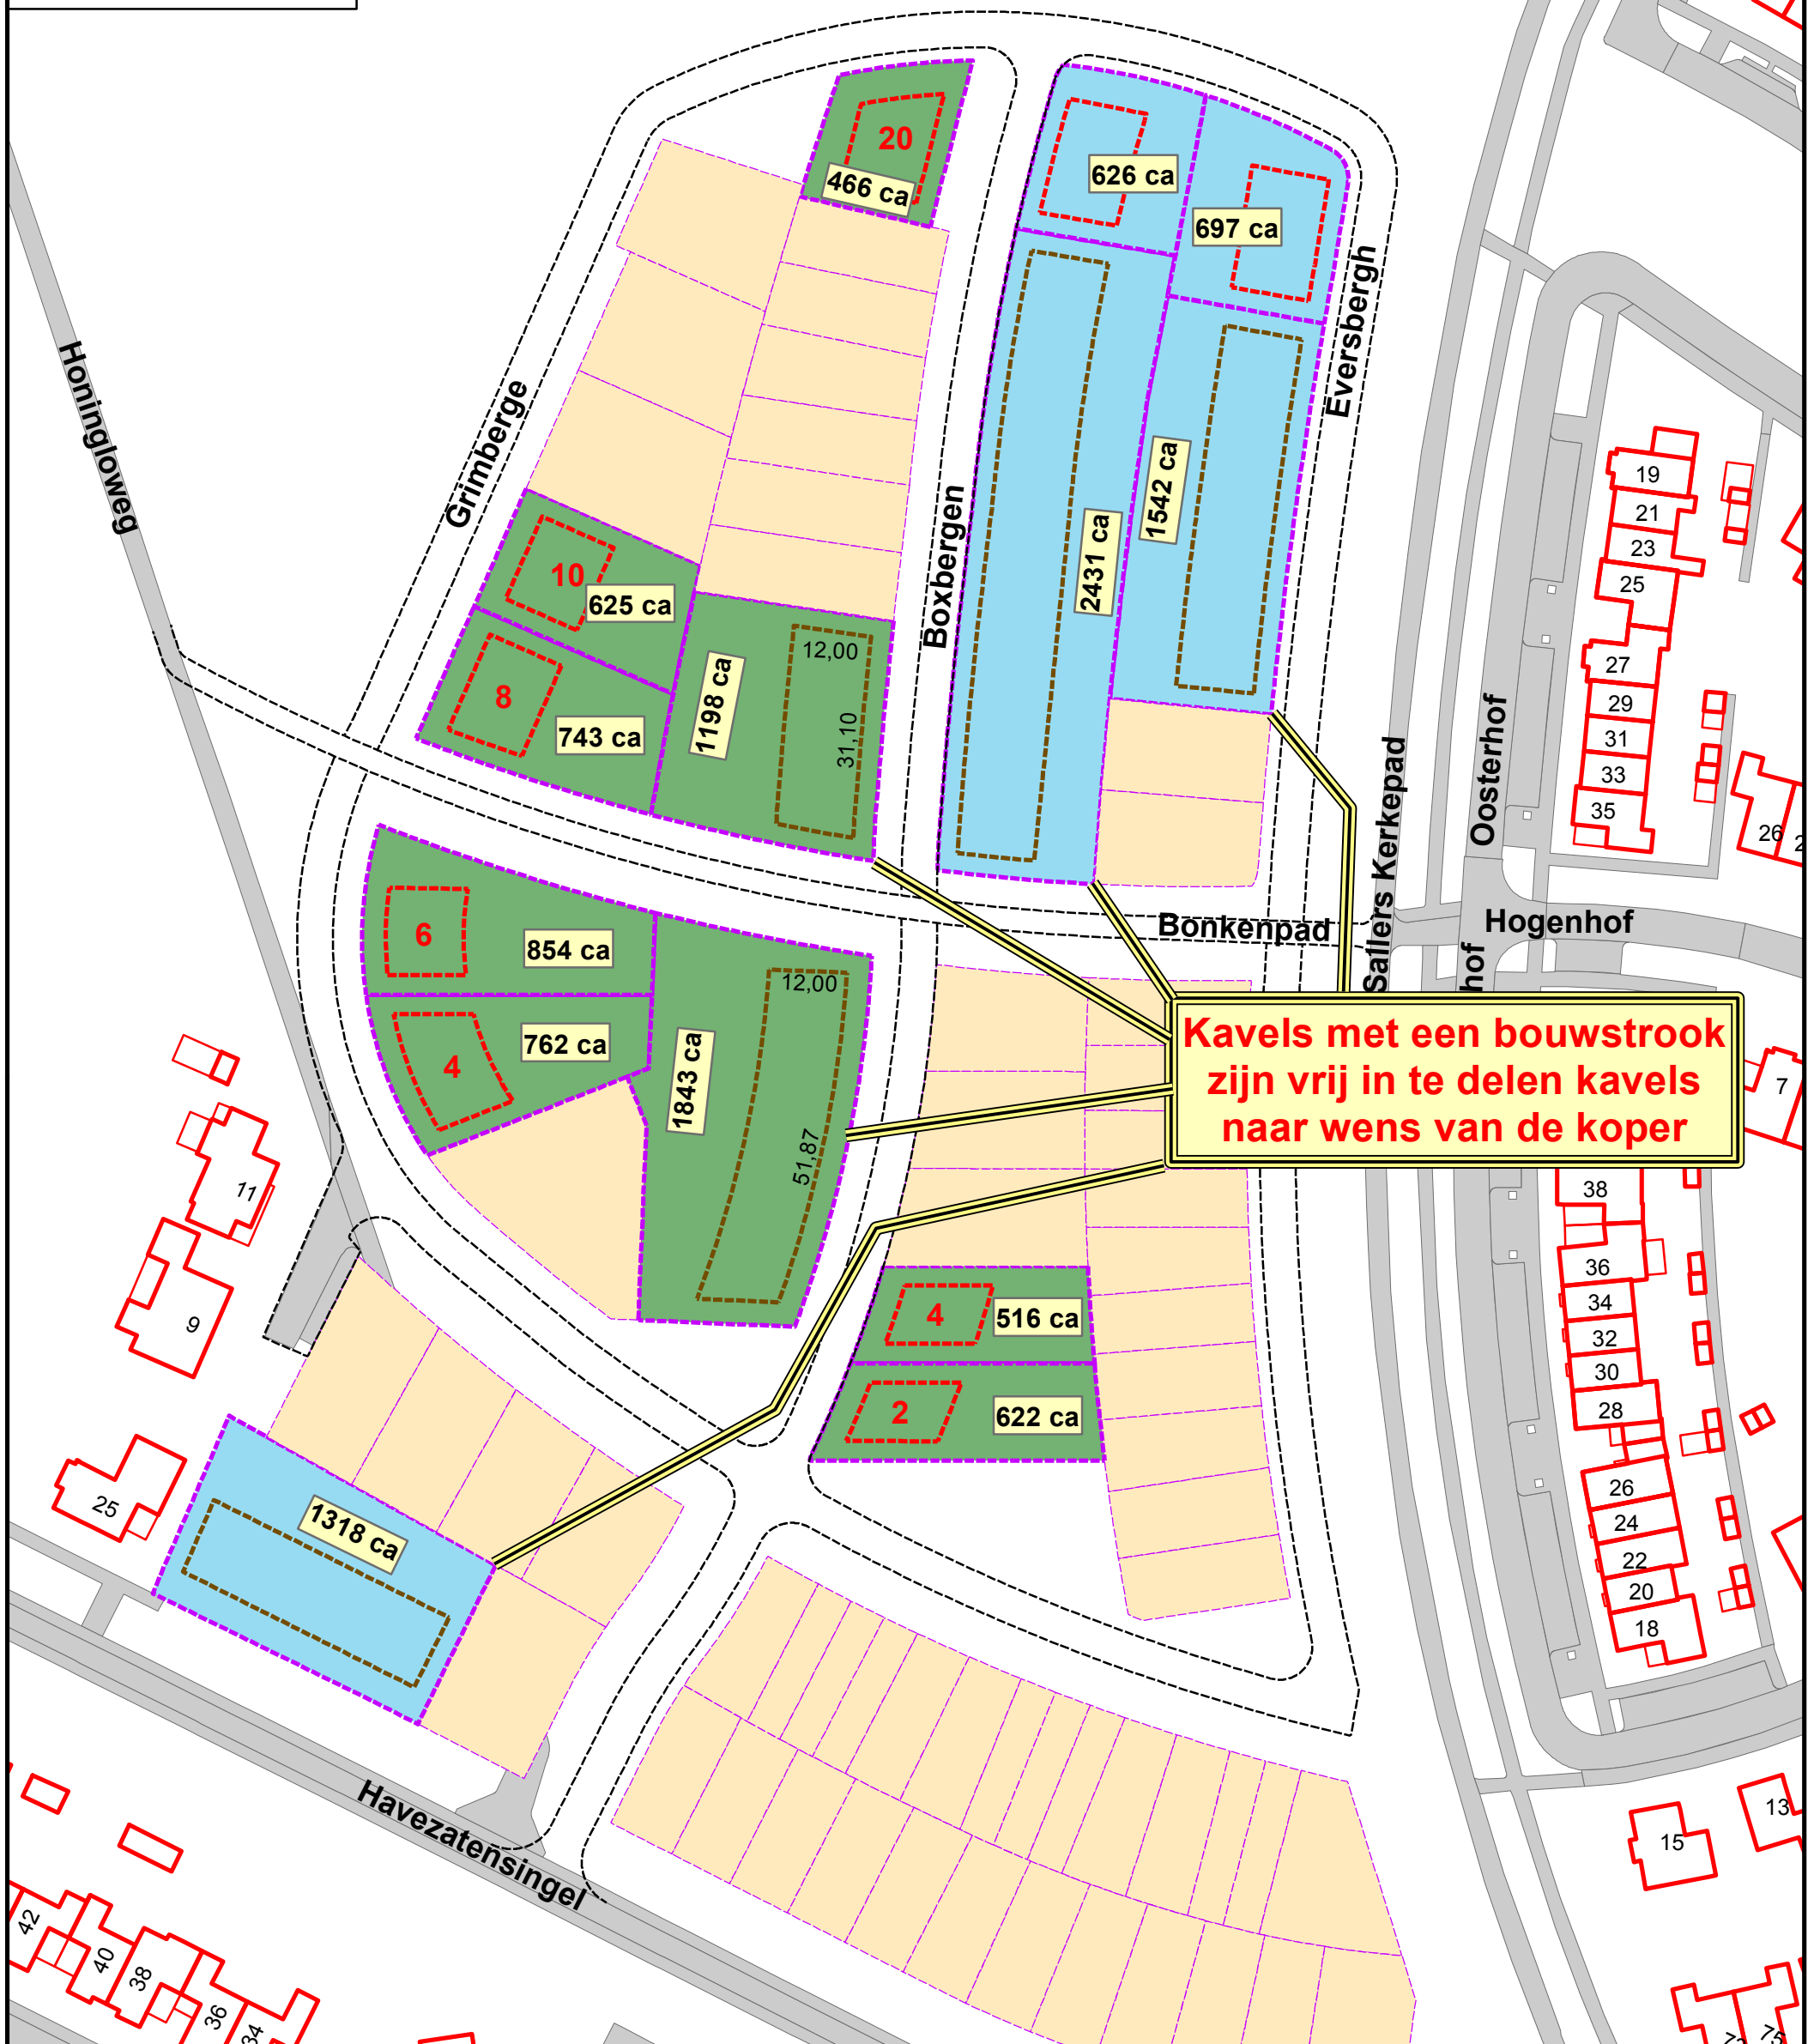 20
466 ca
626 ca
697 ca
Eversbergh
Honingloweg
Grimberge
Boxbergen
1542 ca
2431 ca
10
625 ca
8
743 ca
1198 ca
12,00
31,10
19
21
23
25
27
29
31
33
35
26
Oosterhof
Sallers Kerkepad
Hogenhof
hof
Bonkenpad
6
854 ca
4
762 ca
1843 ca
12,00
51,87
Kavels met een bouwstrook
zijn vrij in te delen kavels
naar wens van de koper
7
11
9
25
4
516 ca
2
622 ca
1318 ca
38
36
34
32
30
28
26
24
22
20
18
Havezatensingel
13
15
42
40
38
36
34
75